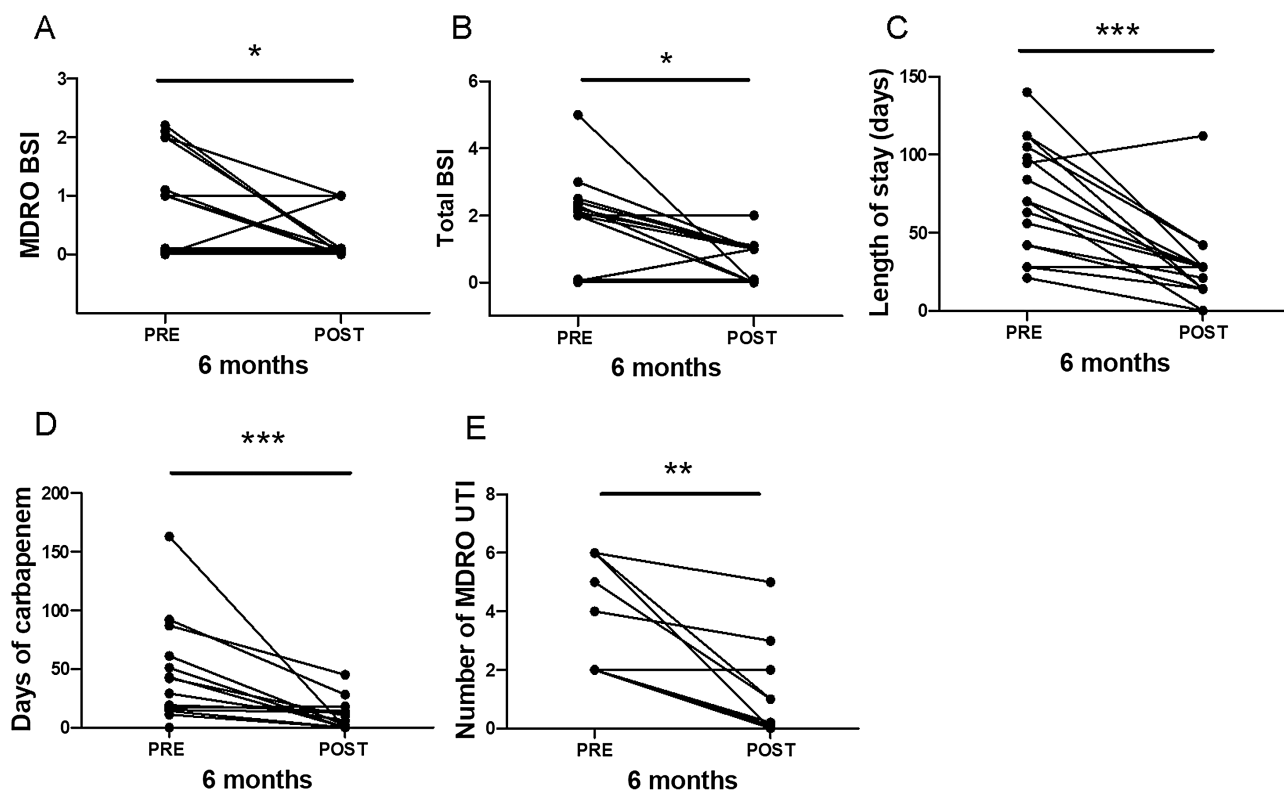 A
*
MDRO BSI
3
2
1
0
PRE POST
6 months
B
*
Total BSI
6
4
2
0
PRE POST
6 months
C
***
Length of stay (days)
150
100
50
0
PRE POST
6 months
D
***
Days of carbapenem
200
150
100
50
0
PRE POST
6 months
E
**
Number of MDRO UTI
8
6
4
2
0
PRE POST
6 months